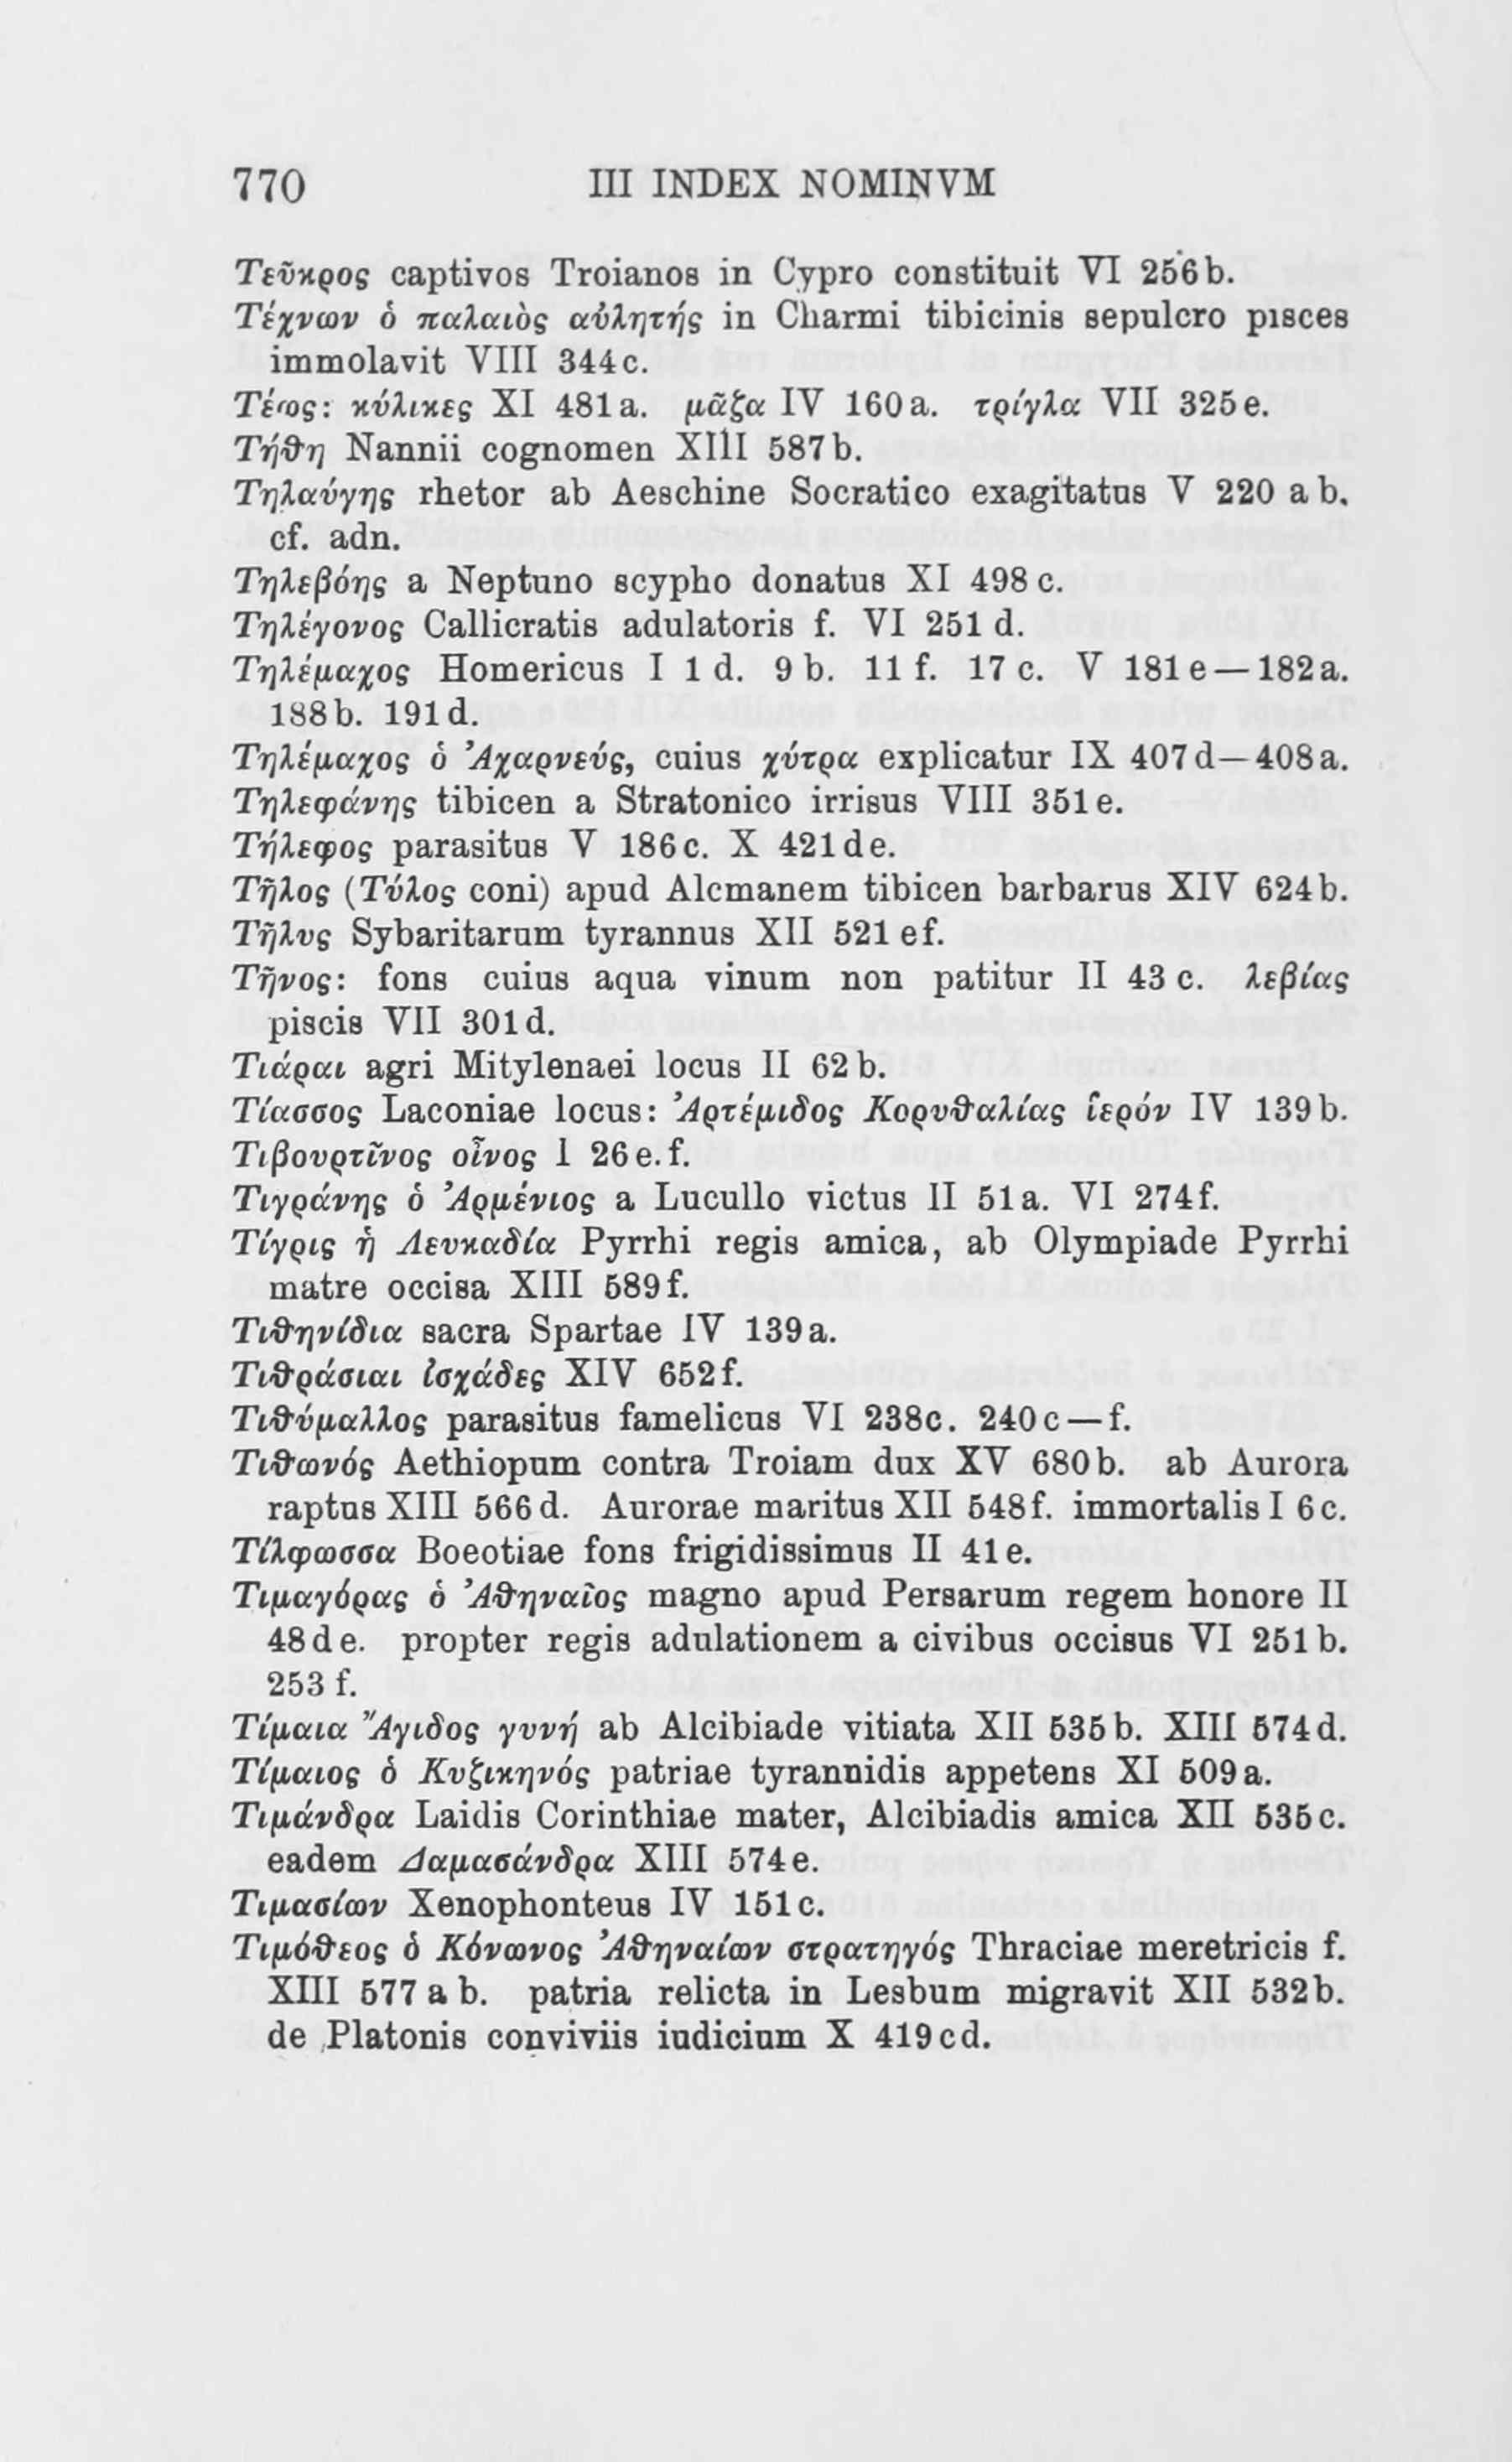 770 III INDEX NOMINVM
Τεῦκρος captivos Troianos in Cypro constituit VI 256 b.
Τέχνων ὁ παλαιὸς αὐλητής in Charmi tibicinis sepulcro pisces
immolavit VIII 344 c.
Τέως: κύλικες XI 481 a. μᾶζα IV 160 a. τρίγλα VII 325 e.
Τήθη Nannii cognomen XIII 587 b.
Τηλαύγης rhetor ab Aeschine Socratico exagitatus V 220 a b.
cf. adn.
Τηλεβόης a Neptuno scypho donatus XI 498 c.
Τηλέγονος Callicratis adulatoris f. VI 251 d.
Τηλέμαχος Homericus I 1 d. 9 b. 11 f. 17 c. V 181 e — 182 a.
188 b. 191 d.
Τηλέμαχος ὁ Ἀχαρνεύς, cuius χύτρα explicatur IX 407 d — 408 a.
Τηλεφάνης tibicen a Stratonico irrisus VIII 351 e.
Τήλεφος parasitus V 186 c. X 421 d e.
Τῆλος (Τύλος coni) apud Alcmanem tibicen barbarus XIV 624 b.
Τῆλυς Sybaritarum tyrannus XII 521 e f.
Τῆνος: fons cuius aqua vinum non patitur II 43 c. λεβίας
piscis VII 301 d.
Τιάραι agri Mitylenaei locus II 62 b.
Τίασσος Laconiae locus: Ἀρτέμιδος Κορυθαλίας ἱερόν IV 139 b.
Τιβουρτῖνος οἶνος I 26 e. f.
Τιγράνης ὁ Ἀρμένιος a Lucullo victus II 51 a. VI 274 f.
Τίγρις ἡ Λευκαδία Pyrrhi regis amica, ab Olympiade Pyrrhi
matre occisa XIII 589 f.
Τιθηνίδια sacra Spartae IV 139 a.
Τιθράσιαι ἰσχάδες XIV 652 f.
Τιθύμαλλος parasitus famelicus VI 238 c. 240 c — f.
Τιθωνός Aethiopum contra Troiam dux XV 680 b. ab Aurora
raptus XIII 566 d. Aurorae maritus XII 548 f. immortalis I 6 c.
Τίλφωσσα Boeotiae fons frigidissimus II 41 e.
Τιμαγόρας ὁ Ἀθηναῖος magno apud Persarum regem honore II
48 d e. propter regis adulationem a civibus occisus VI 251 b.
253 f.
Τίμαια Ἄγιδος γυνή ab Alcibiade vitiata XII 535 b. XIII 574 d.
Τίμαιος ὁ Κυζικηνός patriae tyrannidis appetens XI 509 a.
Τιμάνδρα Laidis Corinthiae mater, Alcibiadis amica XII 535 c.
eadem Δαμασάνδρα XIII 574 e.
Τιμασίων Xenophonteus IV 151 c.
Τιμόθεος ὁ Κόνωνος Ἀθηναίων στρατηγός Thraciae meretricis f.
XIII 577 a b. patria relicta in Lesbum migravit XII 532 b.
de Platonis conviviis iudicium X 419 c d.